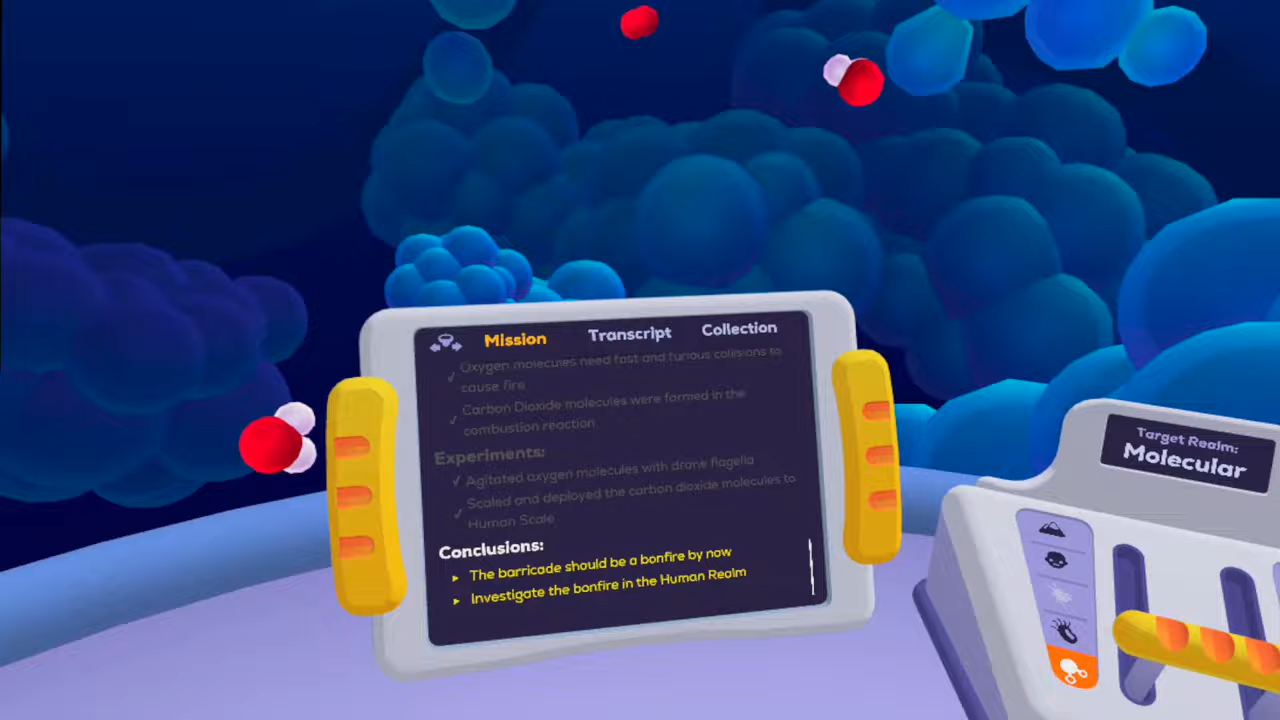 Mission Transcript Collection
✓ Oxygen molecules need fast and furious collisions to
cause fire
✓ Carbon Dioxide molecules were formed in the
combustion reaction
Experiments:
✓ Agitated oxygen molecules with drone flagella
✓ Scaled and deployed the carbon dioxide molecules to
Human Scale
Conclusions:
▸ The barricade should be a bonfire by now
▸ Investigate the bonfire in the Human Realm
Target Realm:
Molecular